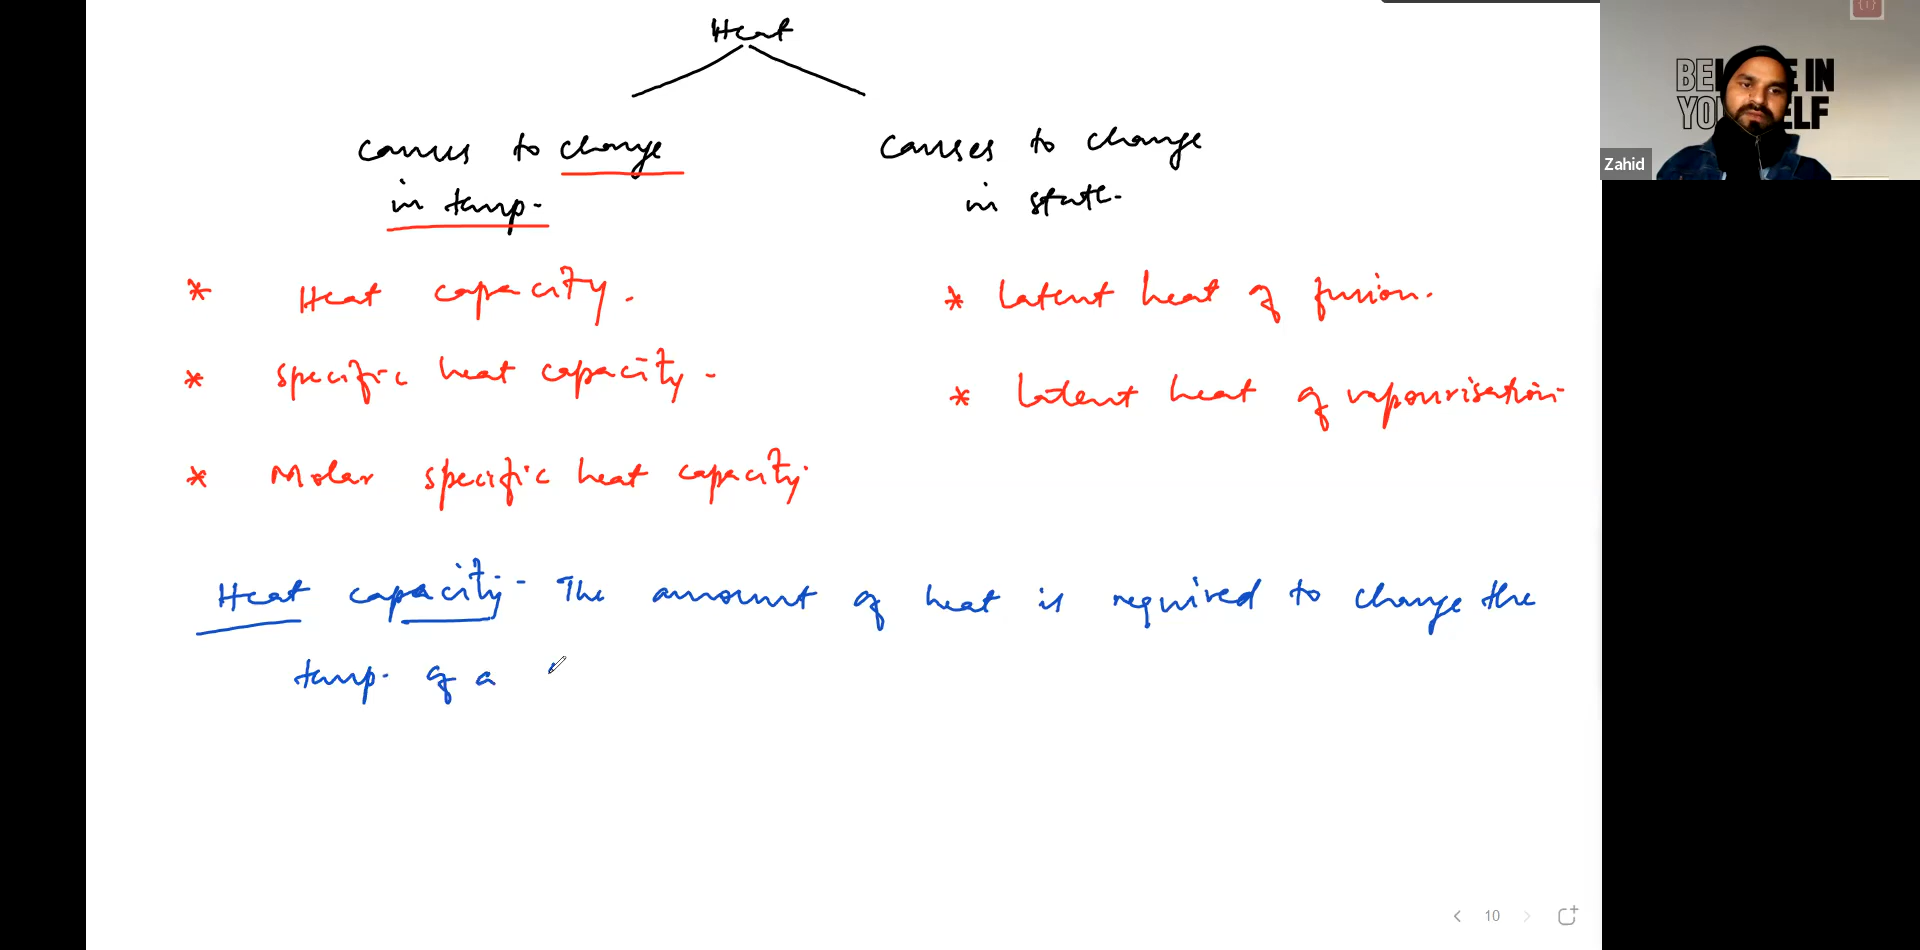 Heat
causes to change
in temp.
causes to change
in state.
* Heat capacity.
* Specific heat capacity.
* Molar specific heat capacity.
* Latent heat of fusion.
* Latent heat of vapourisation.
Heat capacity - The amount of heat is required to change the
temp. of a
10
BE IN
YO ELF
Zahid